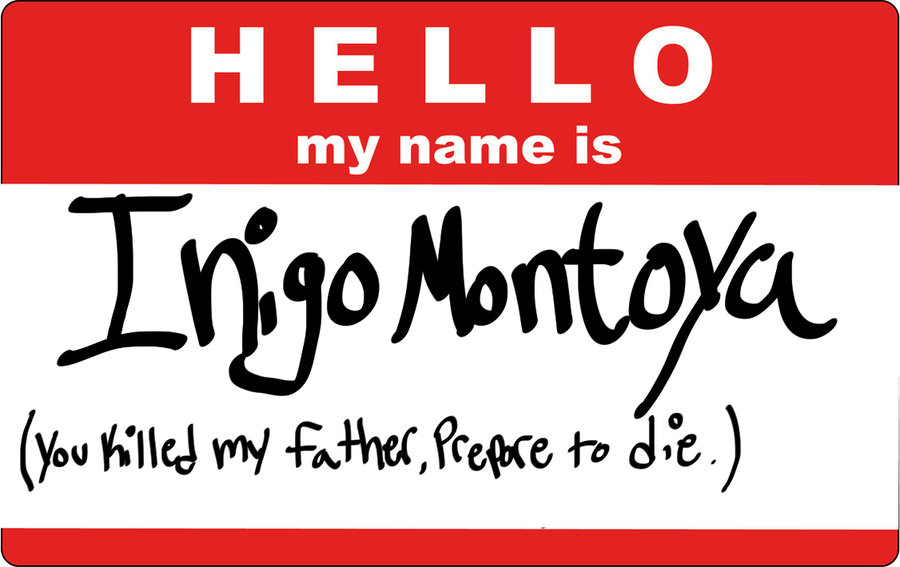 HELLO
my name is
Inigo Montoya
(You killed my father, Prepare to die.)